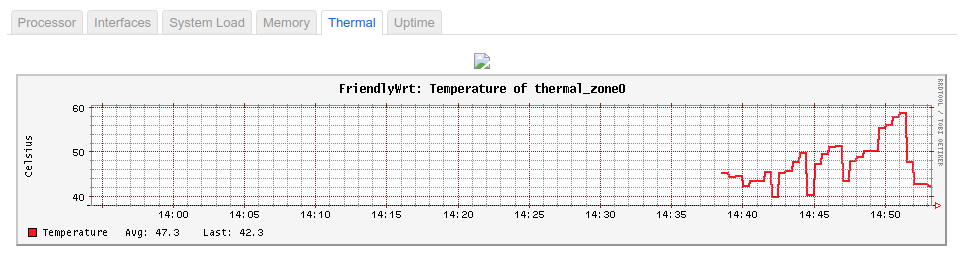 Processor Interfaces System Load Memory Thermal Uptime
FriendlyWrt: Temperature of thermal_zone0
RRDTOOL / TOBI OETIKER
Celsius
60
50
40
14:00 14:05 14:10 14:15 14:20 14:25 14:30 14:35 14:40 14:45 14:50
Temperature Avg: 47.3 Last: 42.3